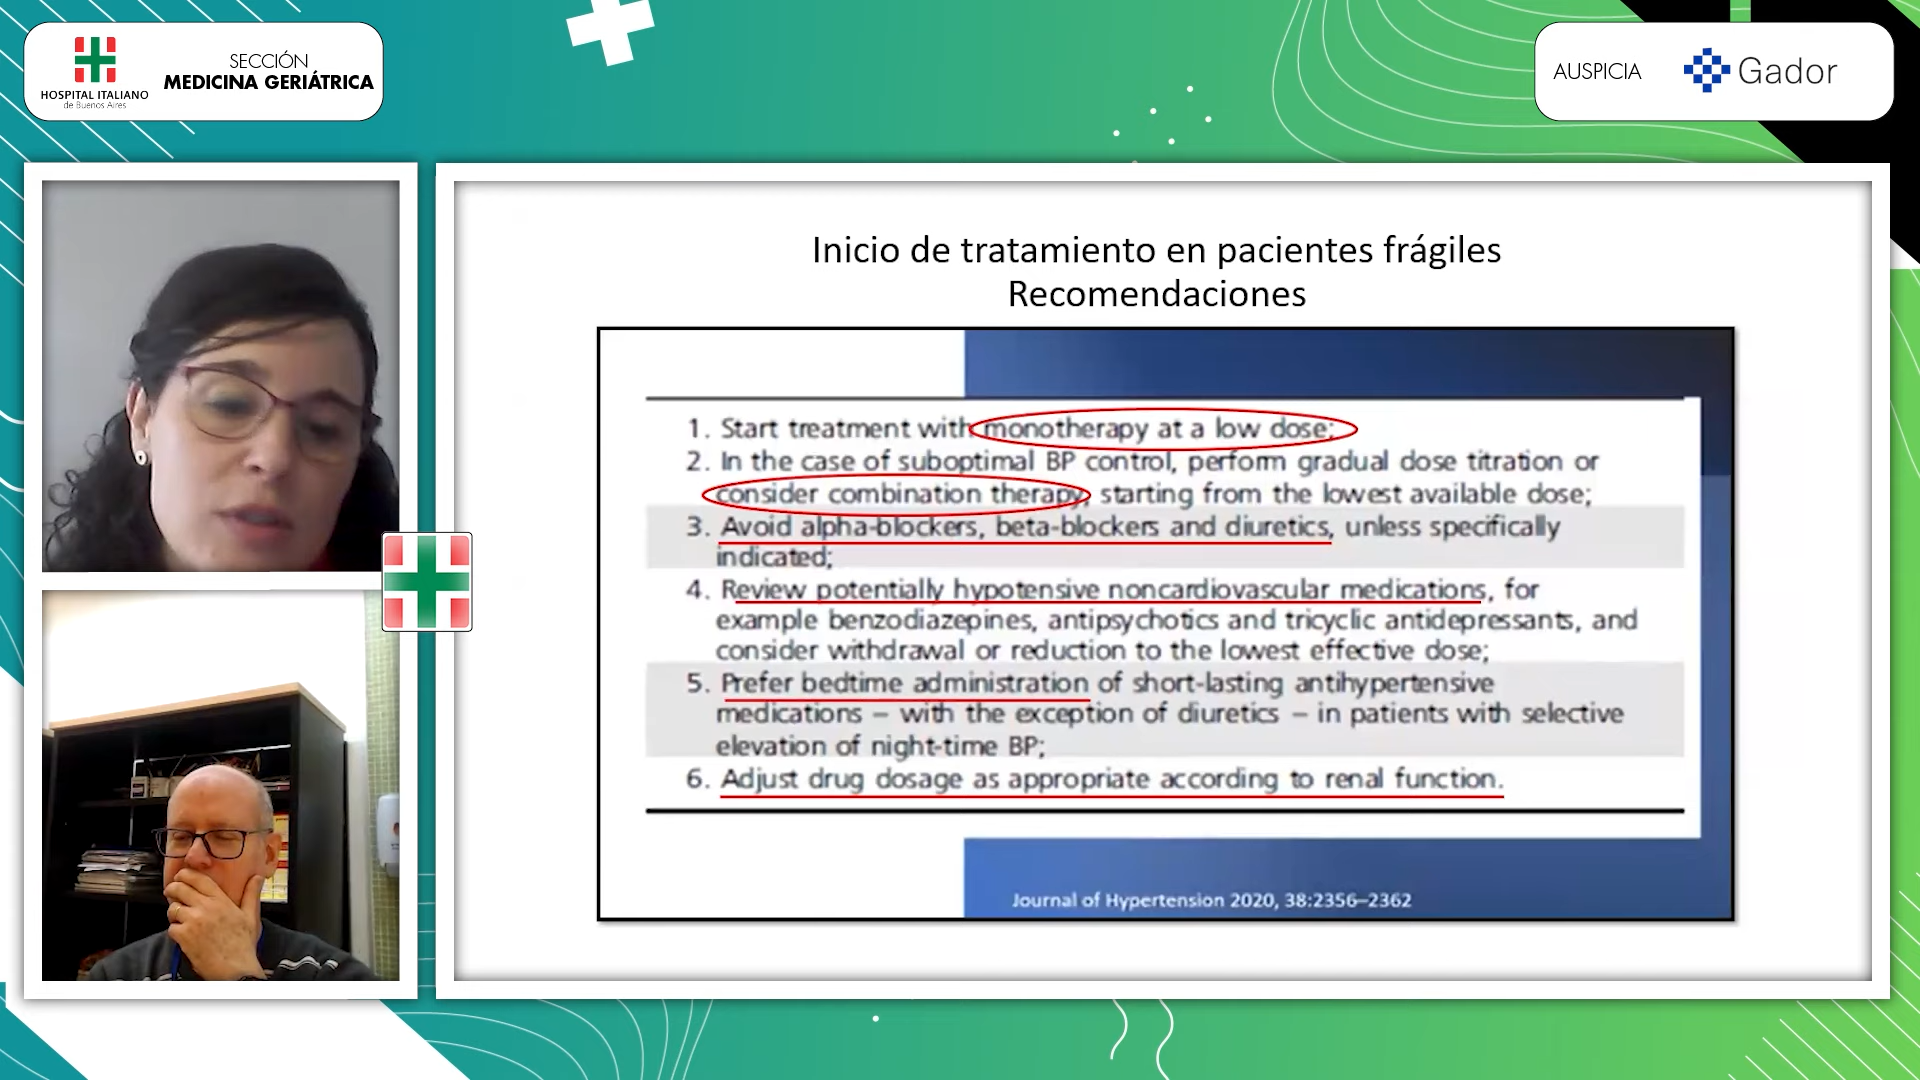 HOSPITAL ITALIANO
de Buenos Aires
SECCIÓN
MEDICINA GERIÁTRICA
AUSPICIA
Gador
Inicio de tratamiento en pacientes frágiles
Recomendaciones
1. Start treatment with monotherapy at a low dose;
2. In the case of suboptimal BP control, perform gradual dose titration or
consider combination therapy, starting from the lowest available dose;
3. Avoid alpha-blockers, beta-blockers and diuretics, unless specifically
indicated;
4. Review potentially hypotensive noncardiovascular medications, for
example benzodiazepines, antipsychotics and tricyclic antidepressants, and
consider withdrawal or reduction to the lowest effective dose;
5. Prefer bedtime administration of short-lasting antihypertensive
medications – with the exception of diuretics – in patients with selective
elevation of night-time BP;
6. Adjust drug dosage as appropriate according to renal function.
Journal of Hypertension 2020, 38:2356–2362